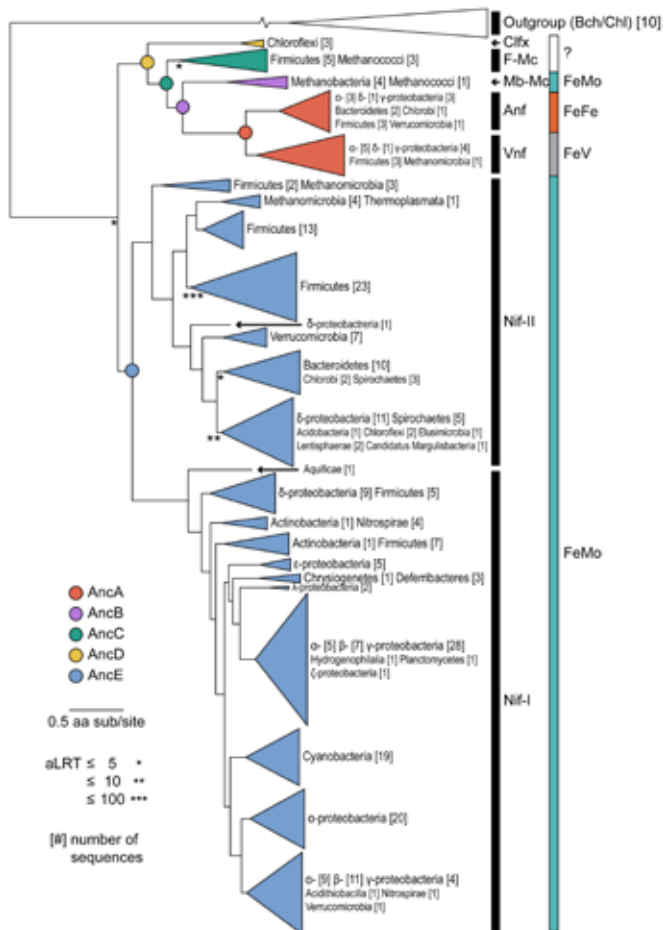 Outgroup (Bch/Chl) [10]
Chloroflexi [3]
Clfx
Firmicutes [5] Methanococci [3]
F-Mc
?
Methanobacteria [4] Methanococci [1]
Mb-Mc
FeMo
α- [3] δ- [1] γ-proteobacteria [3]
Bacteroidetes [2] Chlorobi [1]
Firmicutes [3] Verrucomicrobia [1]
Anf
FeFe
α- [5] δ- [1] γ-proteobacteria [4]
Firmicutes [3] Methanomicrobia [1]
Vnf
FeV
Firmicutes [2] Methanomicrobia [3]
Methanomicrobia [4] Thermoplasmata [1]
Firmicutes [13]
Firmicutes [23]
***
Nif-II
δ-proteobactreria [1]
Verrucomicrobia [7]
Bacteroidetes [10]
Chlorobi [2] Spirochaetes [3]
δ-proteobacteria [11] Spirochaetes [5]
Acidobacteria [1] Chloroflexi [2] Elusimicrobia [1]
Lentisphaerae [2] Candidatus Margulisbacteria [1]
**
Aquificae [1]
δ-proteobacteria [9] Firmicutes [5]
Actinobacteria [1] Nitrospirae [4]
Actinobacteria [1] Firmicutes [7]
FeMo
ε-proteobacteria [5]
Chrysiogenetes [1] Deferribacteres [3]
[2]
α- [5] β- [7] γ-proteobacteria [28]
Hydrogenophilalia [1] Planctomycetes [1]
ζ-proteobacteria [1]
Nif-I
Cyanobacteria [19]
α-proteobacteria [20]
α- [9] β- [11] γ-proteobacteria [4]
Acidithiobacilla [1] Nitrospirae [1]
Verrucomicrobia [1]
AncA
AncB
AncC
AncD
AncE
0.5 aa sub/site
aLRT ≤ 5 *
≤ 10 **
≤ 100 ***
[#] number of
sequences